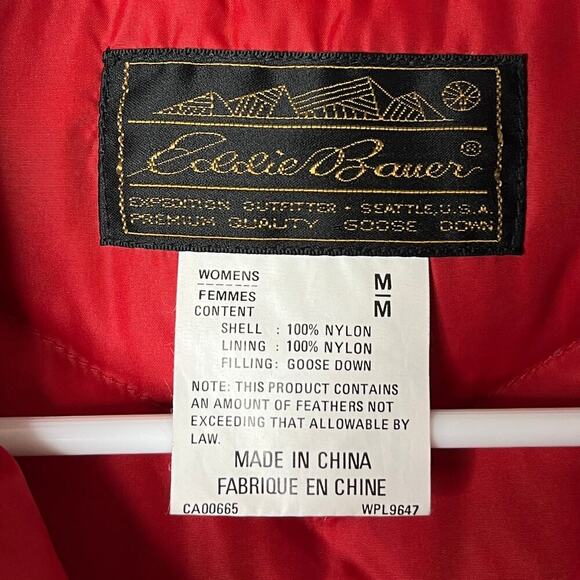 Eddie Bauer®
EXPEDITION OUTFITTER - SEATTLE, U.S.A.
PREMIUM QUALITY GOOSE DOWN
WOMENS M
FEMMES M
CONTENT
SHELL : 100% NYLON
LINING : 100% NYLON
FILLING: GOOSE DOWN
NOTE: THIS PRODUCT CONTAINS
AN AMOUNT OF FEATHERS NOT
EXCEEDING THAT ALLOWABLE BY
LAW.
MADE IN CHINA
FABRIQUE EN CHINE
CA00665 WPL9647